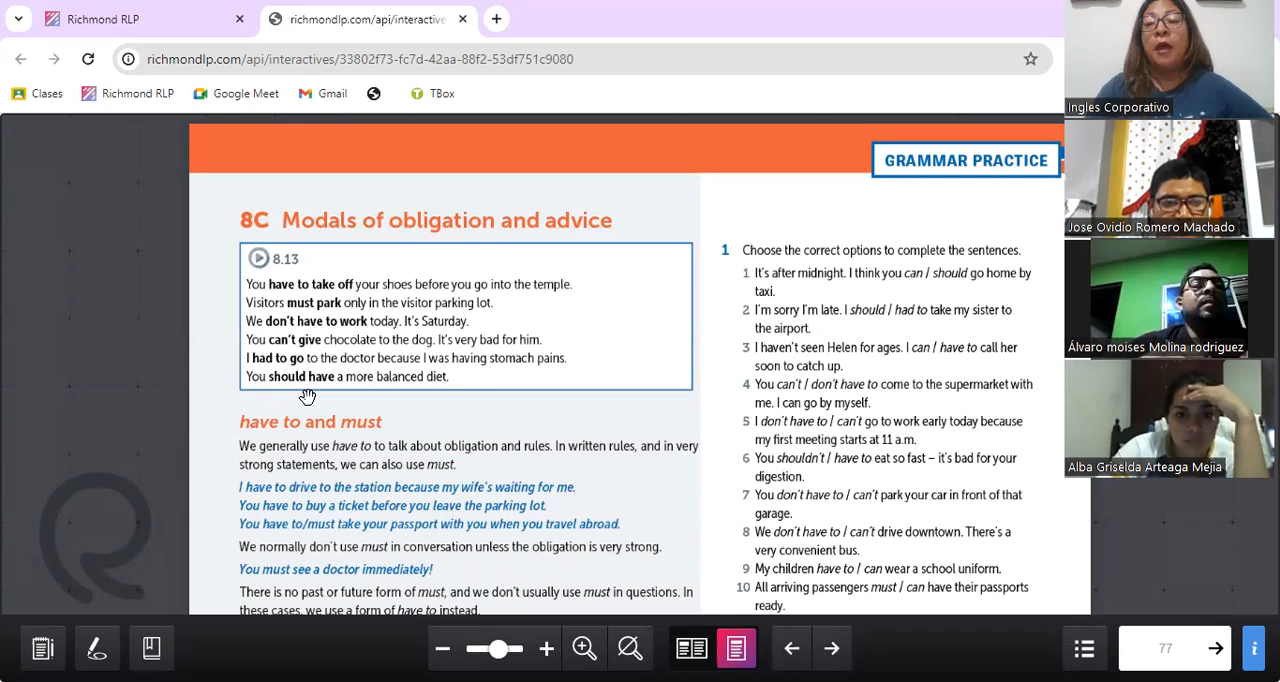 Richmond RLP
richmondlp.com/api/interactive
richmondlp.com/api/interactives/33802f73-fc7d-42aa-88f2-53df751c9080
Clases
Richmond RLP
Google Meet
Gmail
TBox
GRAMMAR PRACTICE
8C Modals of obligation and advice
8.13
You have to take off your shoes before you go into the temple.
Visitors must park only in the visitor parking lot.
We don't have to work today. It's Saturday.
You can't give chocolate to the dog. It's very bad for him.
I had to go to the doctor because I was having stomach pains.
You should have a more balanced diet.
have to and must
We generally use have to to talk about obligation and rules. In written rules, and in very
strong statements, we can also use must.
I have to drive to the station because my wife's waiting for me.
You have to buy a ticket before you leave the parking lot.
You have to/must take your passport with you when you travel abroad.
We normally don't use must in conversation unless the obligation is very strong.
You must see a doctor immediately!
There is no past or future form of must, and we don't usually use must in questions. In
these cases, we use a form of have to instead.
1 Choose the correct options to complete the sentences.
1 It's after midnight. I think you can / should go home by
taxi.
2 I'm sorry I'm late. I should / had to take my sister to
the airport.
3 I haven't seen Helen for ages. I can / have to call her
soon to catch up.
4 You can't / don't have to come to the supermarket with
me. I can go by myself.
5 I don't have to / can't go to work early today because
my first meeting starts at 11 a.m.
6 You shouldn't / have to eat so fast – it's bad for your
digestion.
7 You don't have to / can't park your car in front of that
garage.
8 We don't have to / can't drive downtown. There's a
very convenient bus.
9 My children have to / can wear a school uniform.
10 All arriving passengers must / can have their passports
ready.
Ingles Corporativo
Jose Ovidio Romero Machado
Álvaro moises Molina rodriguez
Alba Griselda Arteaga Mejia
77